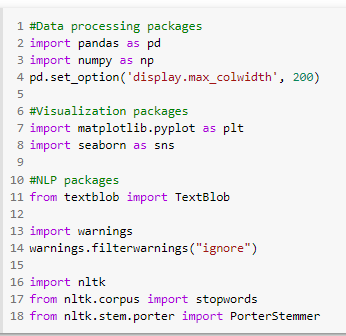 1 #Data processing packages
2 import pandas as pd
3 import numpy as np
4 pd.set_option('display.max_colwidth', 200)
5
6 #Visualization packages
7 import matplotlib.pyplot as plt
8 import seaborn as sns
9
10 #NLP packages
11 from textblob import TextBlob
12
13 import warnings
14 warnings.filterwarnings("ignore")
15
16 import nltk
17 from nltk.corpus import stopwords
18 from nltk.stem.porter import PorterStemmer